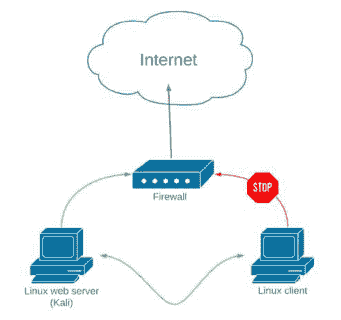 Internet
Firewall
STOP
Linux web server
(Kali)
Linux client